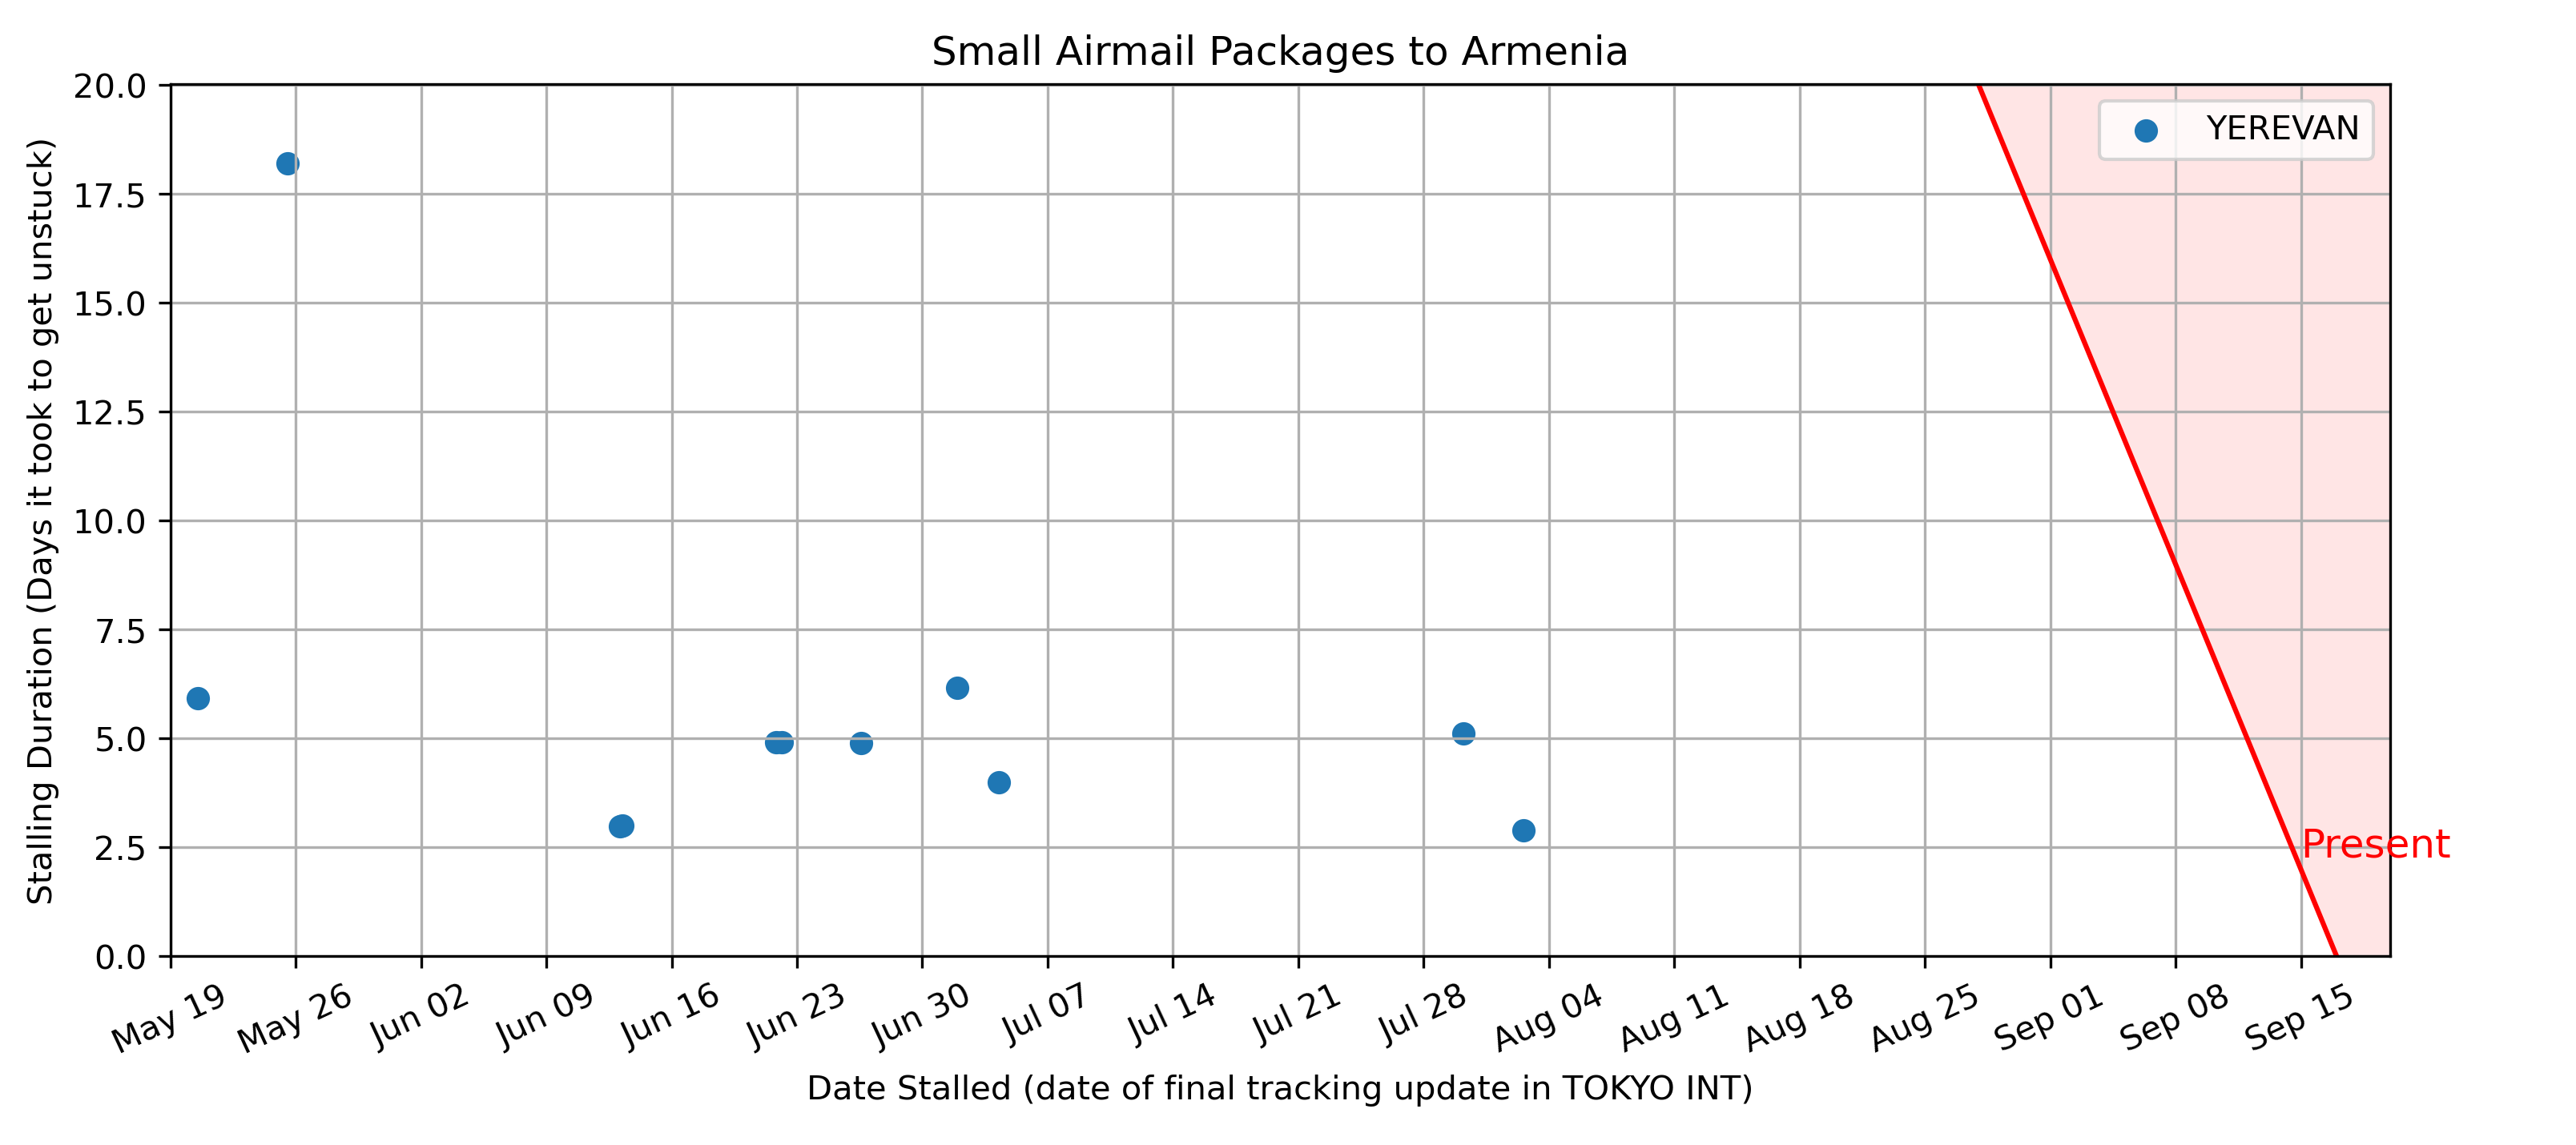 Small Airmail Packages to Armenia
YEREVAN
Stalling Duration (Days it took to get unstuck)
20.0
17.5
15.0
12.5
10.0
7.5
5.0
2.5
0.0
Present
May 19
May 26
Jun 02
Jun 09
Jun 16
Jun 23
Jun 30
Jul 07
Jul 14
Jul 21
Jul 28
Aug 04
Aug 11
Aug 18
Aug 25
Sep 01
Sep 08
Sep 15
Date Stalled (date of final tracking update in TOKYO INT)